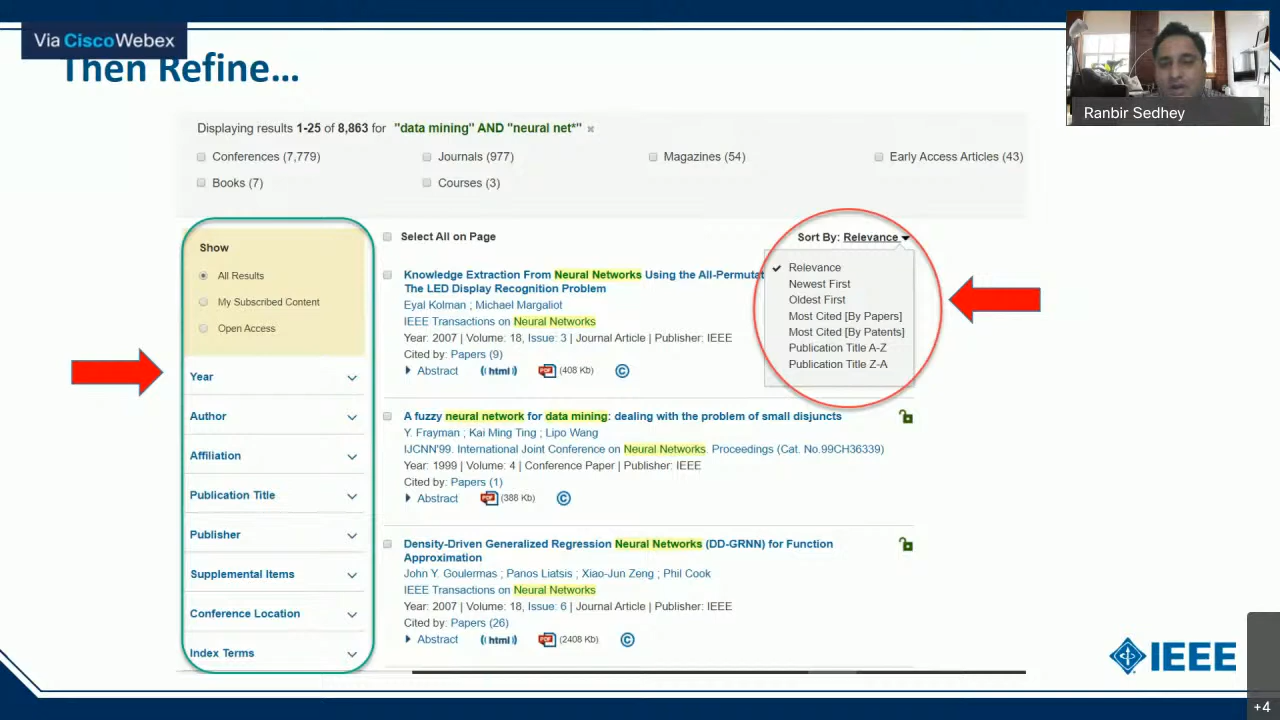 Via CiscoWebex
Then Refine...
Ranbir Sedhey
Displaying results 1-25 of 8,863 for "data mining" AND "neural net*" ×
Conferences (7,779) Journals (977) Magazines (54) Early Access Articles (43)
Books (7) Courses (3)
Show
All Results
My Subscribed Content
Open Access
Year
Author
Affiliation
Publication Title
Publisher
Supplemental Items
Conference Location
Index Terms
Select All on Page
Sort By: Relevance
Relevance
Newest First
Oldest First
Most Cited [By Papers]
Most Cited [By Patents]
Publication Title A-Z
Publication Title Z-A
Knowledge Extraction From Neural Networks Using the All-Permutat
The LED Display Recognition Problem
Eyal Kolman ; Michael Margaliot
IEEE Transactions on Neural Networks
Year: 2007 | Volume: 18, Issue: 3 | Journal Article | Publisher: IEEE
Cited by: Papers (9)
Abstract ((html)) PDF (408 Kb) ©
A fuzzy neural network for data mining: dealing with the problem of small disjuncts
Y. Frayman ; Kai Ming Ting ; Lipo Wang
IJCNN'99. International Joint Conference on Neural Networks. Proceedings (Cat. No.99CH36339)
Year: 1999 | Volume: 4 | Conference Paper | Publisher: IEEE
Cited by: Papers (1)
Abstract PDF (388 Kb) ©
Density-Driven Generalized Regression Neural Networks (DD-GRNN) for Function
Approximation
John Y. Goulermas ; Panos Liatsis ; Xiao-Jun Zeng ; Phil Cook
IEEE Transactions on Neural Networks
Year: 2007 | Volume: 18, Issue: 6 | Journal Article | Publisher: IEEE
Cited by: Papers (26)
Abstract ((html)) PDF (2408 Kb) ©
IEEE
+4